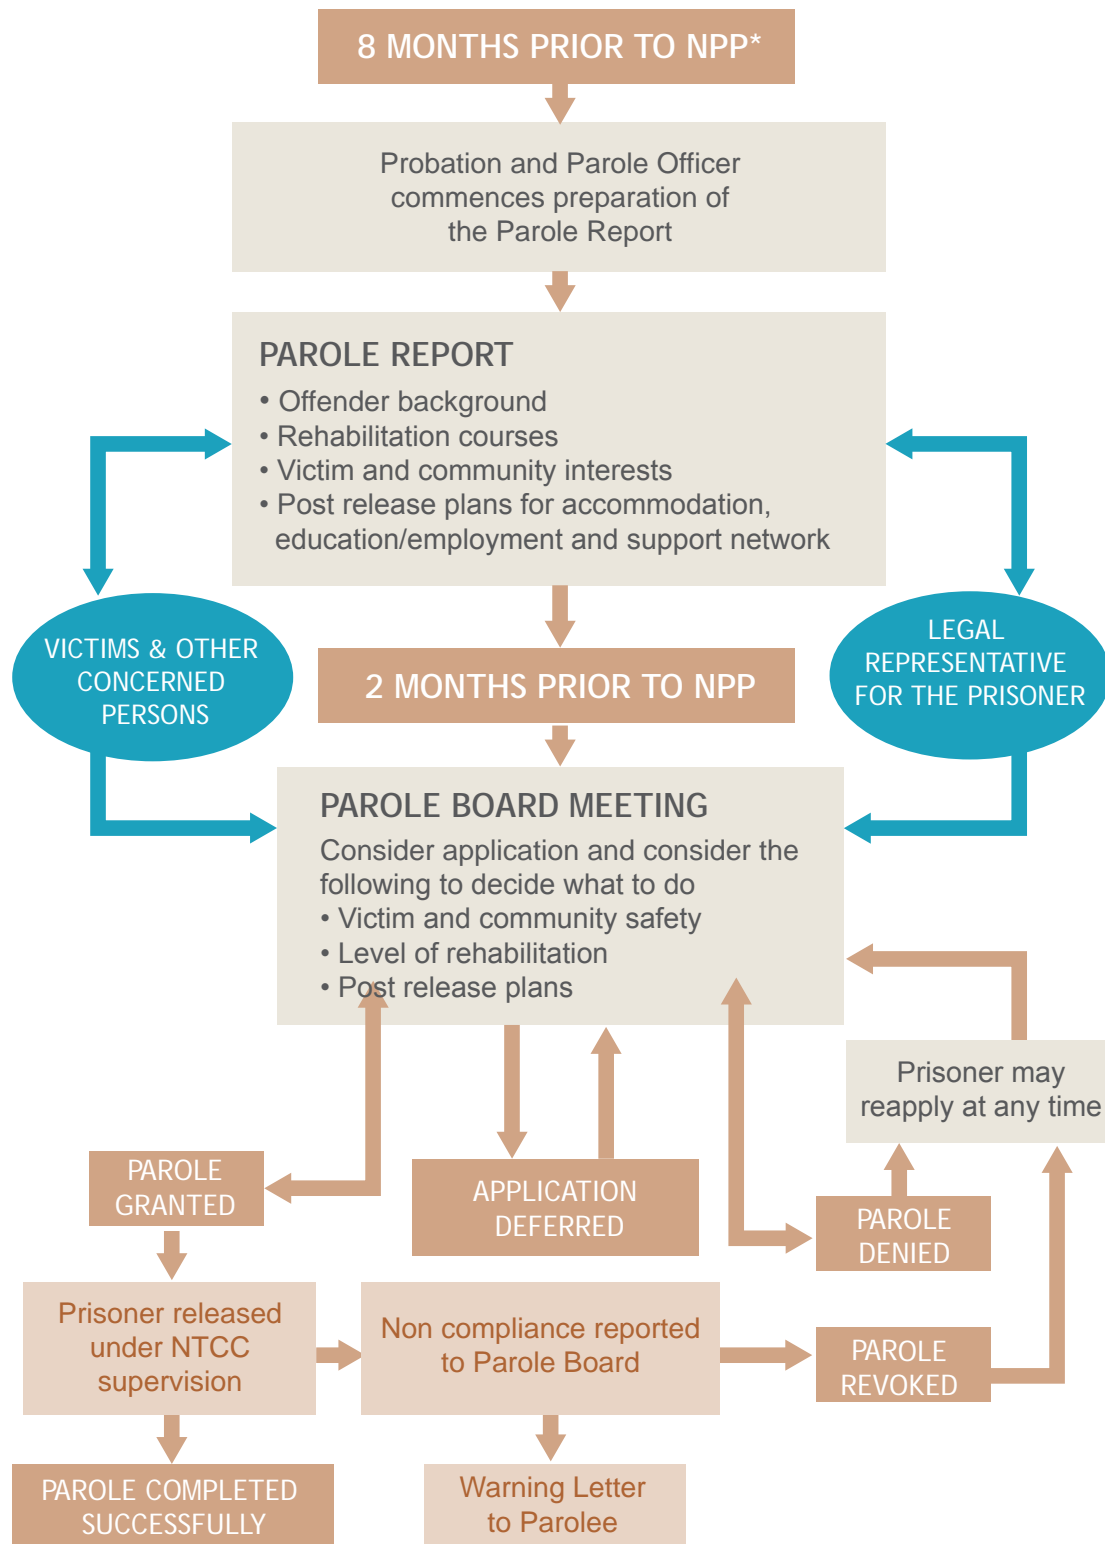 8 MONTHS PRIOR TO NPP*
Probation and Parole Officer
commences preparation of
the Parole Report
PAROLE REPORT
• Offender background
• Rehabilitation courses
• Victim and community interests
• Post release plans for accommodation,
education/employment and support network
VICTIMS & OTHER
CONCERNED
PERSONS
LEGAL
REPRESENTATIVE
FOR THE PRISONER
2 MONTHS PRIOR TO NPP
PAROLE BOARD MEETING
Consider application and consider the
following to decide what to do
• Victim and community safety
• Level of rehabilitation
• Post release plans
Prisoner may
reapply at any time
PAROLE
GRANTED
APPLICATION
DEFERRED
PAROLE
DENIED
Prisoner released
under NTCC
supervision
Non compliance reported
to Parole Board
PAROLE
REVOKED
PAROLE COMPLETED
SUCCESSFULLY
Warning Letter
to Parolee